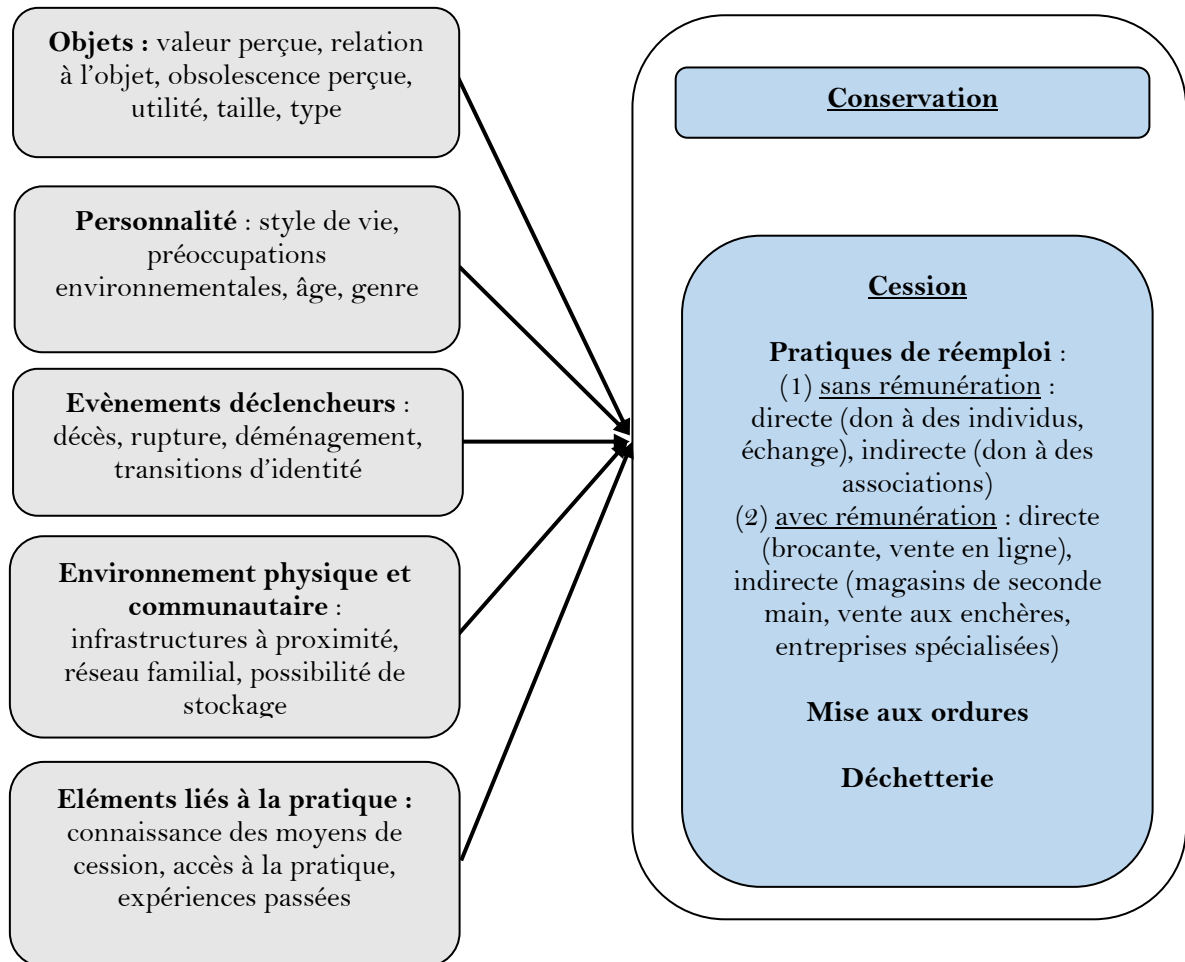 Objets : valeur perçue, relation
à l'objet, obsolescence perçue,
utilité, taille, type
Personnalité : style de vie,
préoccupations
environnementales, âge, genre
Evènements déclencheurs :
décès, rupture, déménagement,
transitions d'identité
Environnement physique et
communautaire :
infrastructures à proximité,
réseau familial, possibilité de
stockage
Eléments liés à la pratique :
connaissance des moyens de
cession, accès à la pratique,
expériences passées
Conservation
Cession
Pratiques de réemploi :
(1) sans rémunération :
directe (don à des individus,
échange), indirecte (don à des
associations)
(2) avec rémunération : directe
(brocante, vente en ligne),
indirecte (magasins de seconde
main, vente aux enchères,
entreprises spécialisées)
Mise aux ordures
Déchetterie